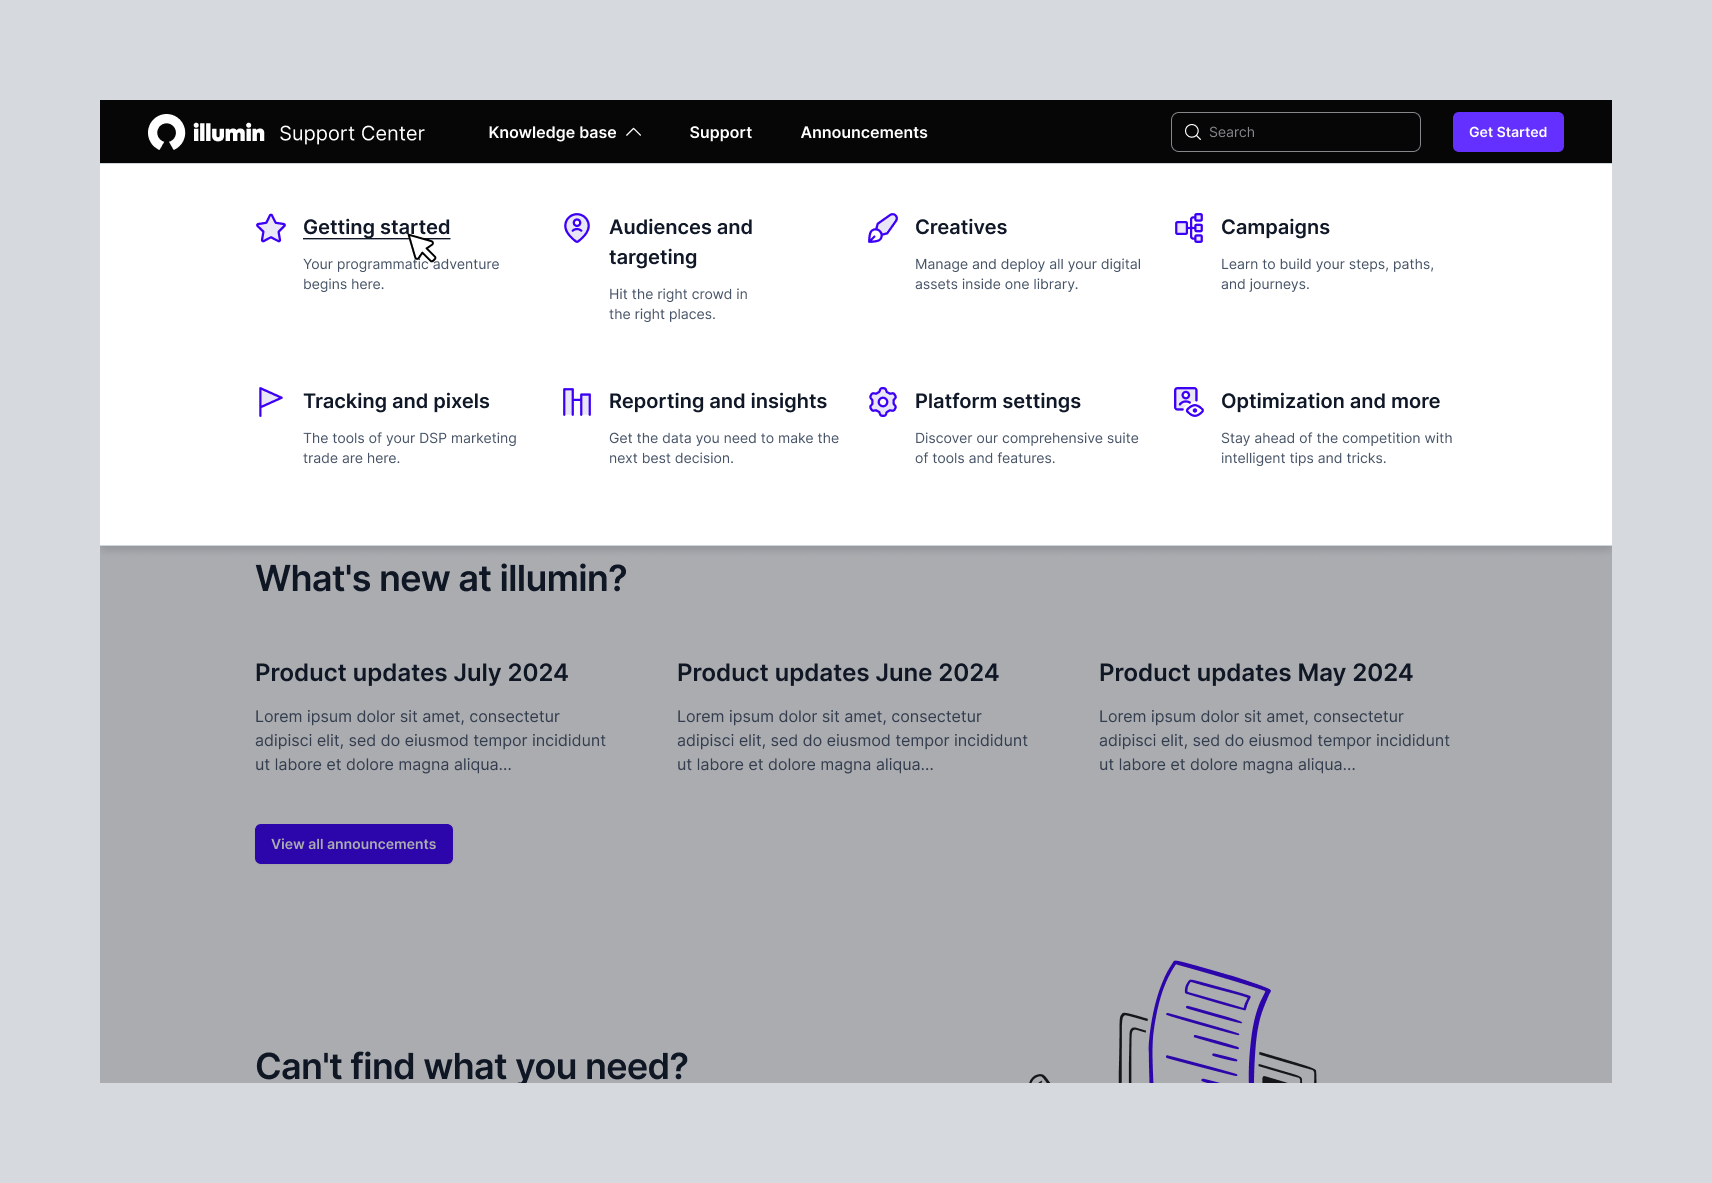 illumin Support Center
Knowledge base
Support
Announcements
Search
Get Started
Getting started
Your programmatic adventure
begins here.
Audiences and
targeting
Hit the right crowd in
the right places.
Creatives
Manage and deploy all your digital
assets inside one library.
Campaigns
Learn to build your steps, paths,
and journeys.
Tracking and pixels
The tools of your DSP marketing
trade are here.
Reporting and insights
Get the data you need to make the
next best decision.
Platform settings
Discover our comprehensive suite
of tools and features.
Optimization and more
Stay ahead of the competition with
intelligent tips and tricks.
What's new at illumin?
Product updates July 2024
Lorem ipsum dolor sit amet, consectetur
adipisci elit, sed do eiusmod tempor incididunt
ut labore et dolore magna aliqua...
Product updates June 2024
Lorem ipsum dolor sit amet, consectetur
adipisci elit, sed do eiusmod tempor incididunt
ut labore et dolore magna aliqua...
Product updates May 2024
Lorem ipsum dolor sit amet, consectetur
adipisci elit, sed do eiusmod tempor incididunt
ut labore et dolore magna aliqua...
View all announcements
Can't find what you need?